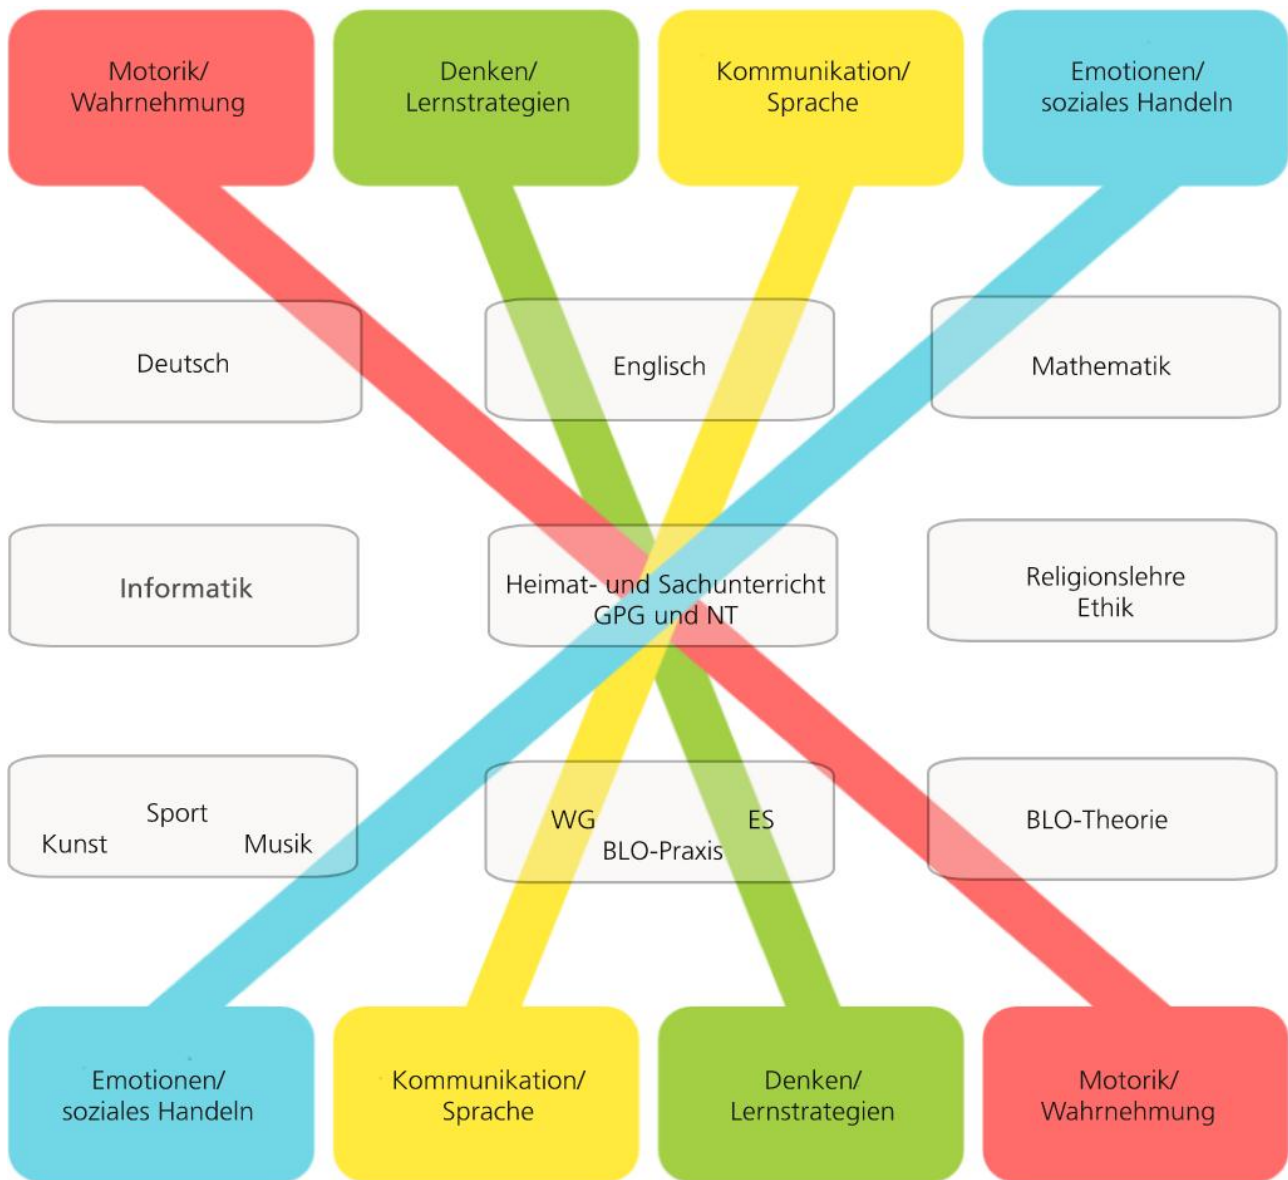 Motorik/
Wahrnehmung
Denken/
Lernstrategien
Kommunikation/
Sprache
Emotionen/
soziales Handeln
Deutsch
Englisch
Mathematik
Informatik
Heimat- und Sachunterricht
GPG und NT
Religionslehre
Ethik
Sport
Kunst Musik
WG ES
BLO-Praxis
BLO-Theorie
Emotionen/
soziales Handeln
Kommunikation/
Sprache
Denken/
Lernstrategien
Motorik/
Wahrnehmung